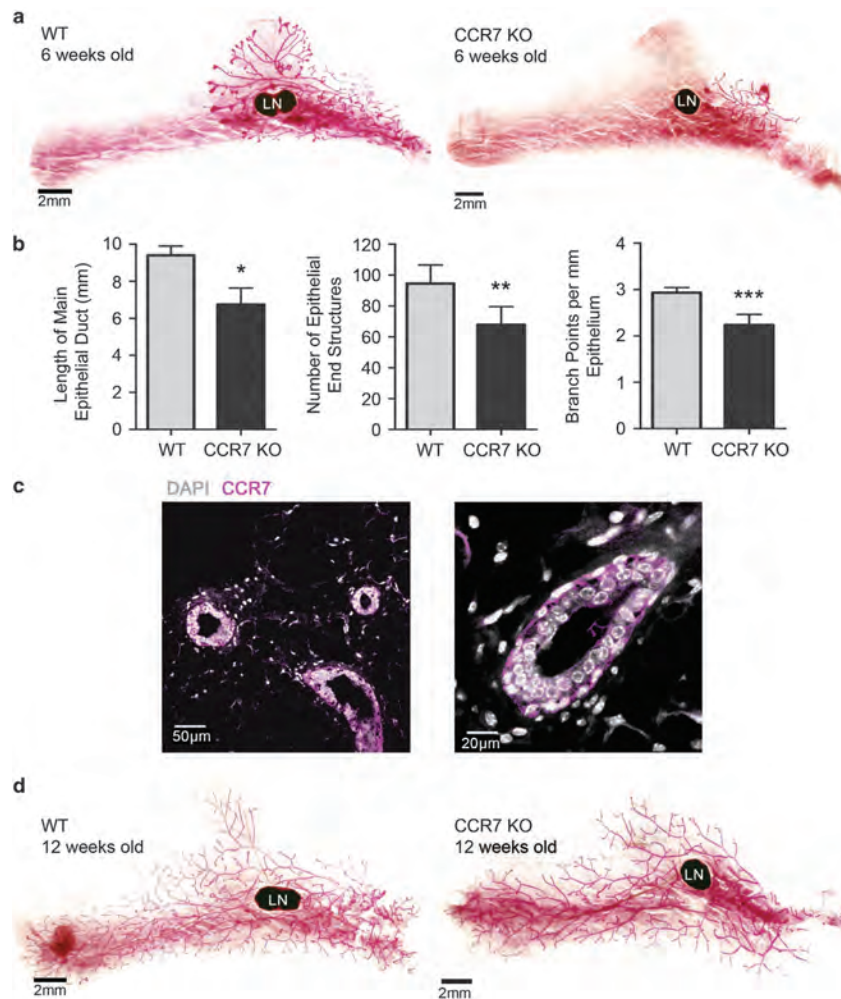 a
WT
6 weeks old
LN
2mm
CCR7 KO
6 weeks old
LN
2mm
b
Length of Main
Epithelial Duct (mm)
10
8
6
4
2
0
*
WT
CCR7 KO
Number of Epithelial
End Structures
120
100
80
60
40
20
0
**
WT
CCR7 KO
Branch Points per mm
Epithelium
4
3
2
1
0
***
WT
CCR7 KO
c
DAPI CCR7
50µm
20µm
d
WT
12 weeks old
LN
2mm
CCR7 KO
12 weeks old
LN
2mm